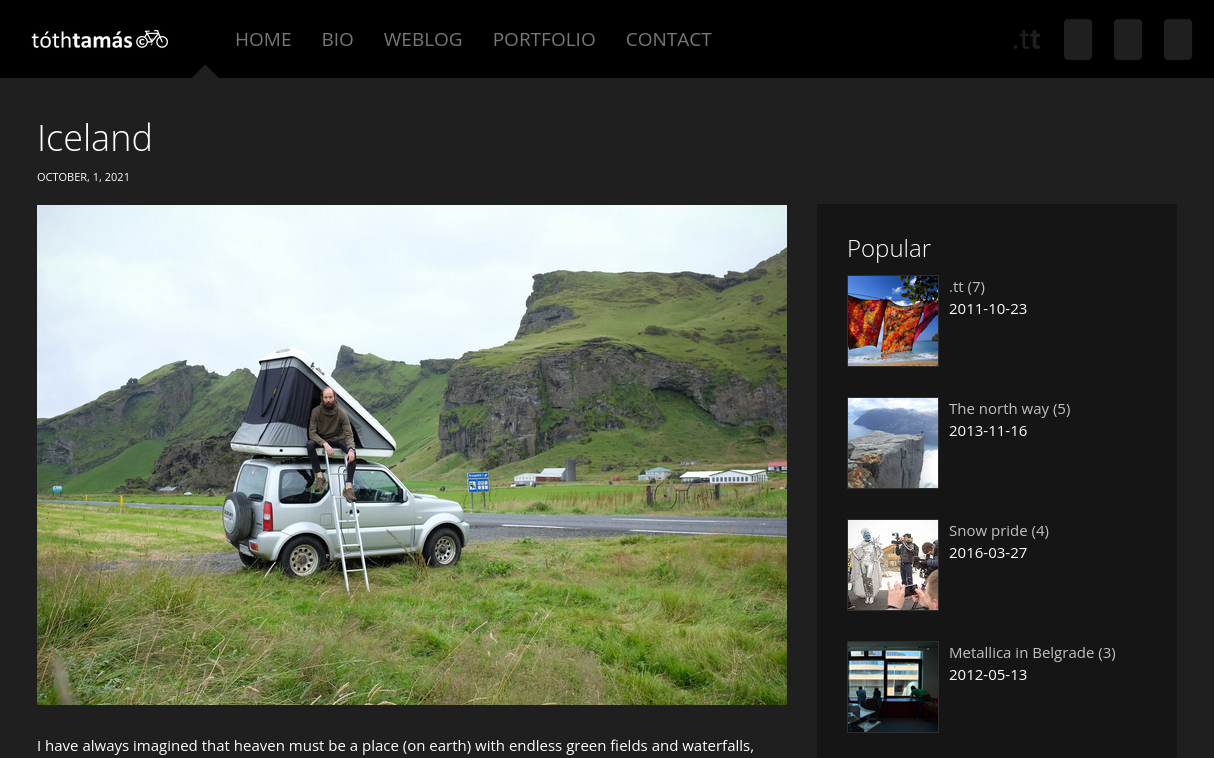 tóthtamás
HOME BIO WEBLOG PORTFOLIO CONTACT
.tt
Iceland
OCTOBER, 1, 2021
Popular
.tt (7)
2011-10-23
The north way (5)
2013-11-16
Snow pride (4)
2016-03-27
Metallica in Belgrade (3)
2012-05-13
I have always imagined that heaven must be a place (on earth) with endless green fields and waterfalls,